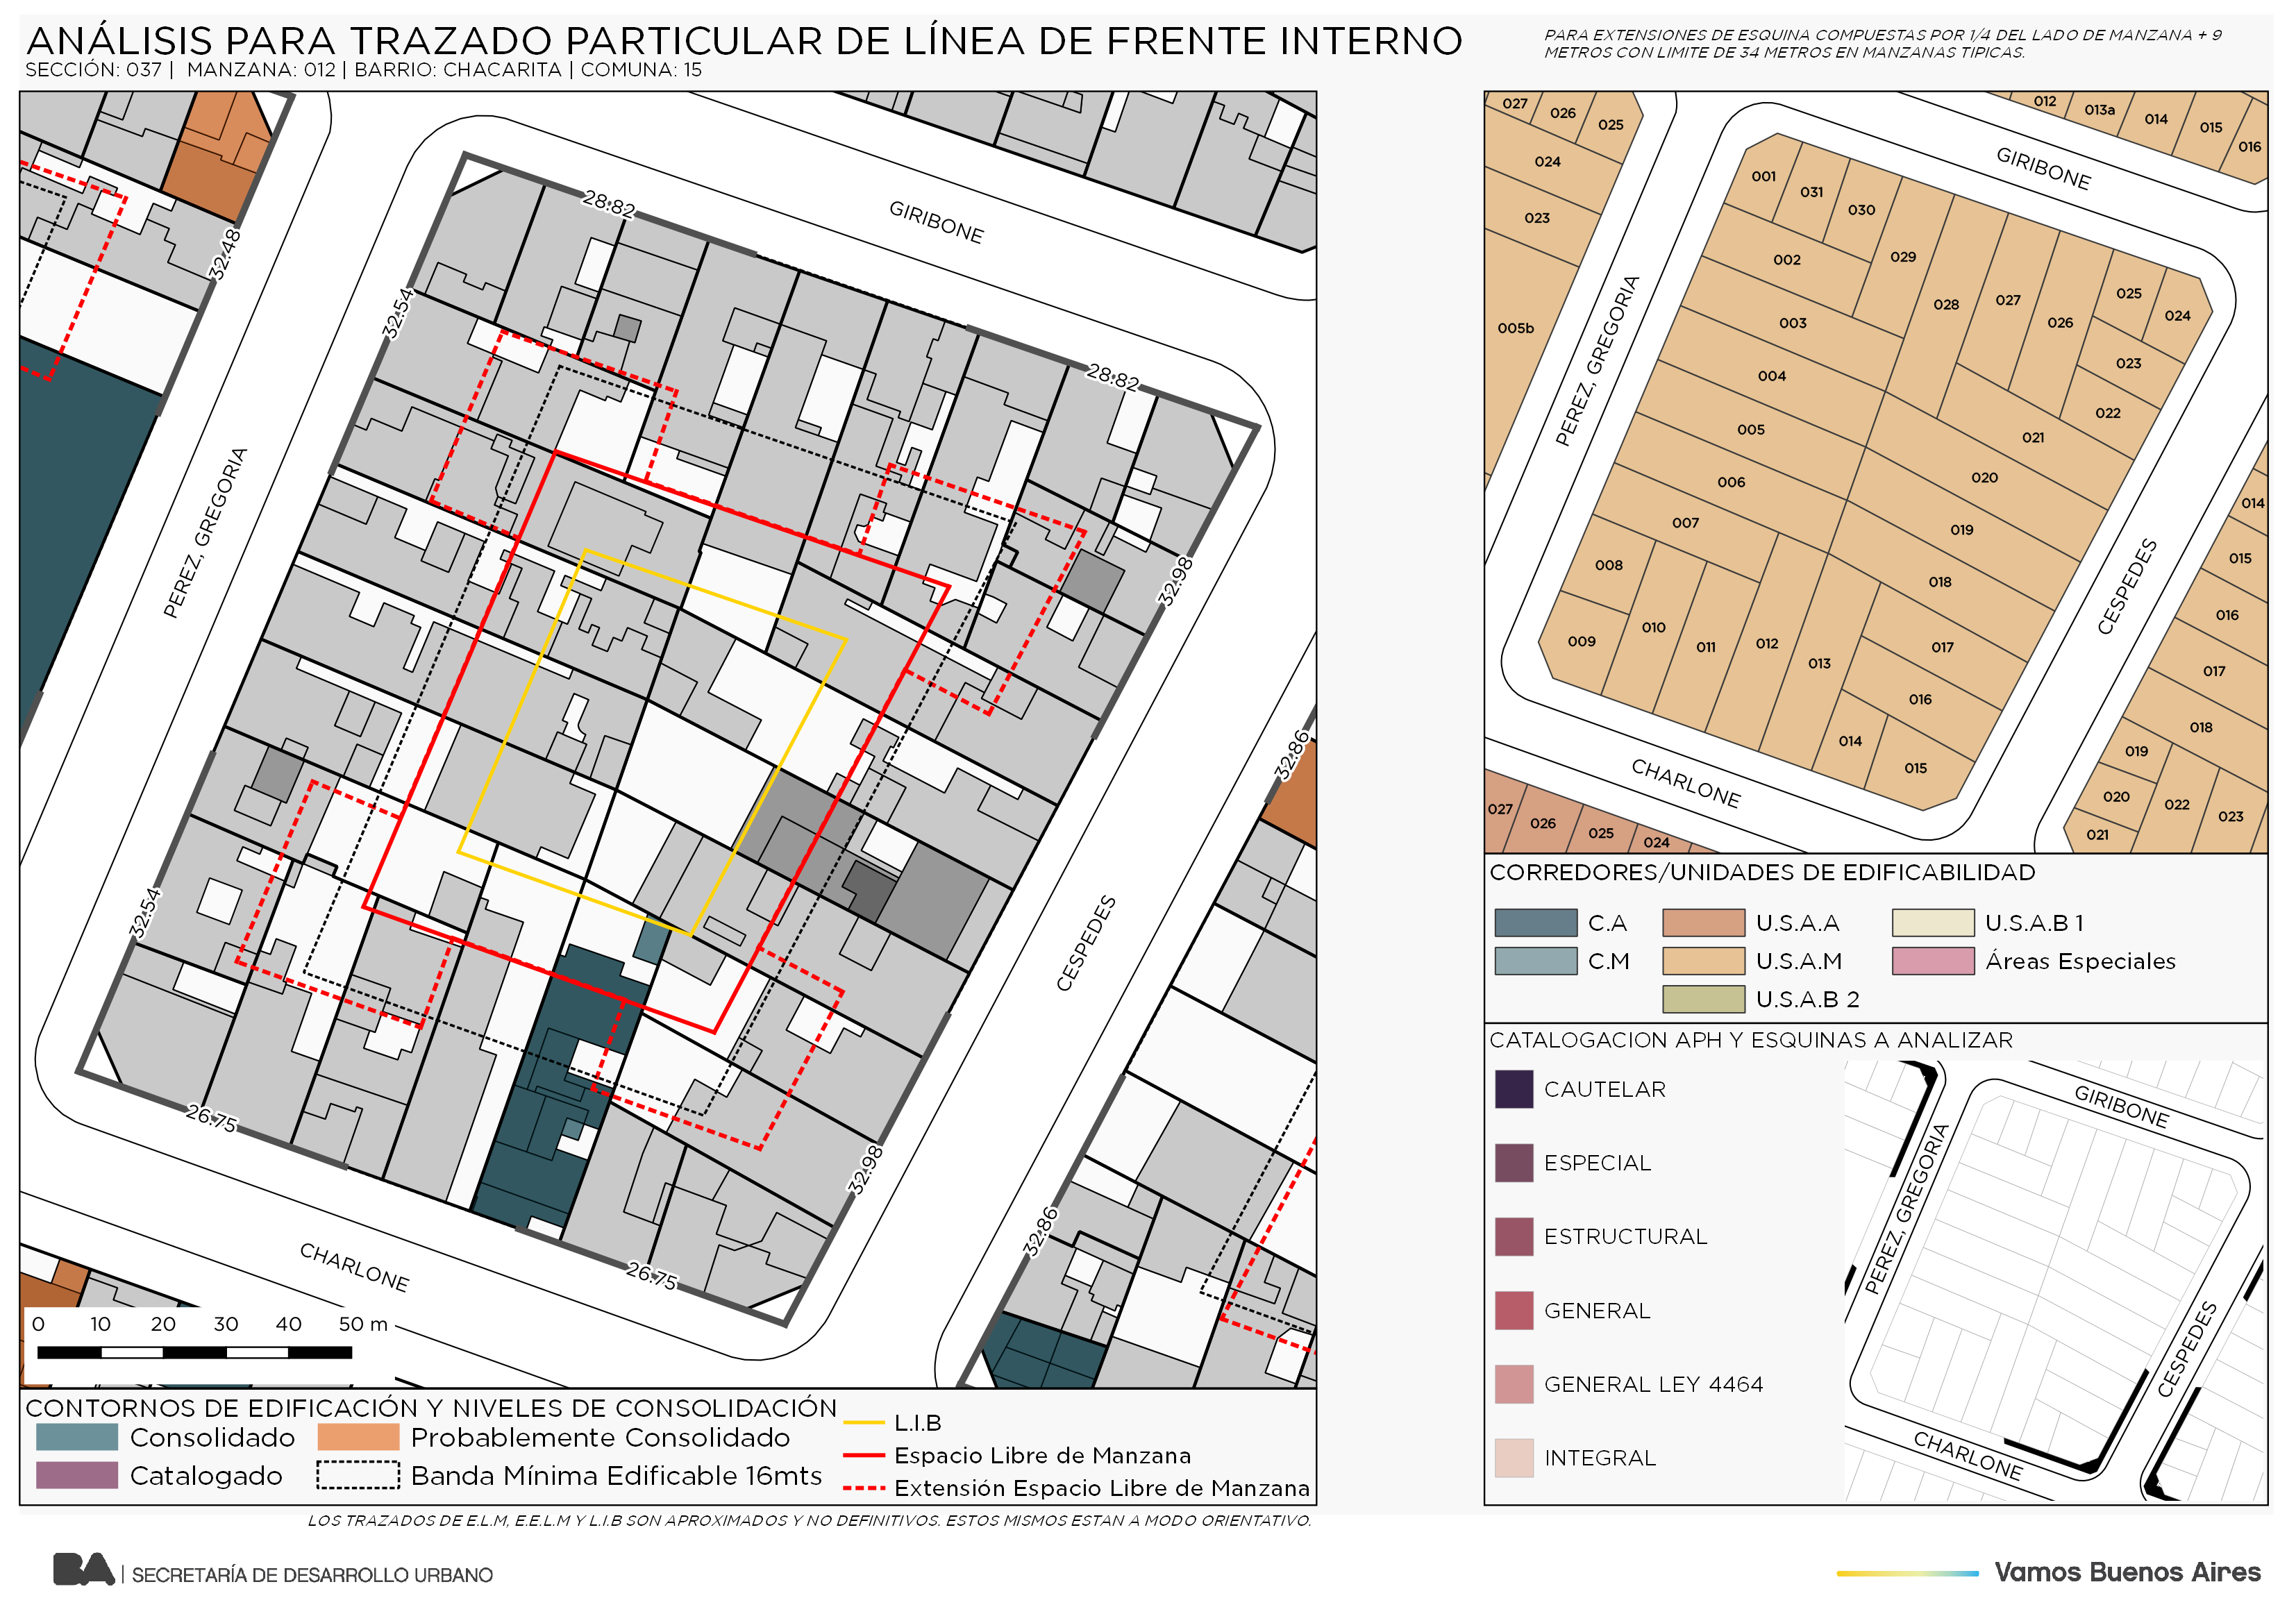 ANÁLISIS PARA TRAZADO PARTICULAR DE LÍNEA DE FRENTE INTERNO
SECCIÓN: 037 | MANZANA: 012 | BARRIO: CHACARITA | COMUNA: 15
PARA EXTENSIONES DE ESQUINA COMPUESTAS POR 1/4 DEL LADO DE MANZANA + 9
METROS CON LIMITE DE 34 METROS EN MANZANAS TIPICAS.
28.82
GIRIBONE
32.48
32.54
28.82
PEREZ, GREGORIA
32.98
32.86
32.54
CESPEDES
26.75
32.98
32.86
CHARLONE
26.75
0 10 20 30 40 50 m
CONTORNOS DE EDIFICACIÓN Y NIVELES DE CONSOLIDACIÓN
Consolidado
Probablemente Consolidado
Catalogado
Banda Mínima Edificable 16mts
L.I.B
Espacio Libre de Manzana
Extensión Espacio Libre de Manzana
LOS TRAZADOS DE E.L.M, E.E.L.M Y L.I.B SON APROXIMADOS Y NO DEFINITIVOS. ESTOS MISMOS ESTAN A MODO ORIENTATIVO.
027
026
025
024
023
005b
012
013a
014
015
016
GIRIBONE
PEREZ, GREGORIA
001
031
030
029
002
003
028
027
026
025
024
023
022
004
005
006
007
021
020
019
018
008
009
010
011
012
013
017
016
014
015
CESPEDES
CHARLONE
014
015
016
017
018
019
020
021
022
023
027
026
025
024
CORREDORES/UNIDADES DE EDIFICABILIDAD
C.A
U.S.A.A
U.S.A.B 1
C.M
U.S.A.M
Áreas Especiales
U.S.A.B 2
CATALOGACION APH Y ESQUINAS A ANALIZAR
CAUTELAR
ESPECIAL
ESTRUCTURAL
GENERAL
GENERAL LEY 4464
INTEGRAL
GIRIBONE
PEREZ, GREGORIA
CESPEDES
CHARLONE
BA | SECRETARÍA DE DESARROLLO URBANO
Vamos Buenos Aires